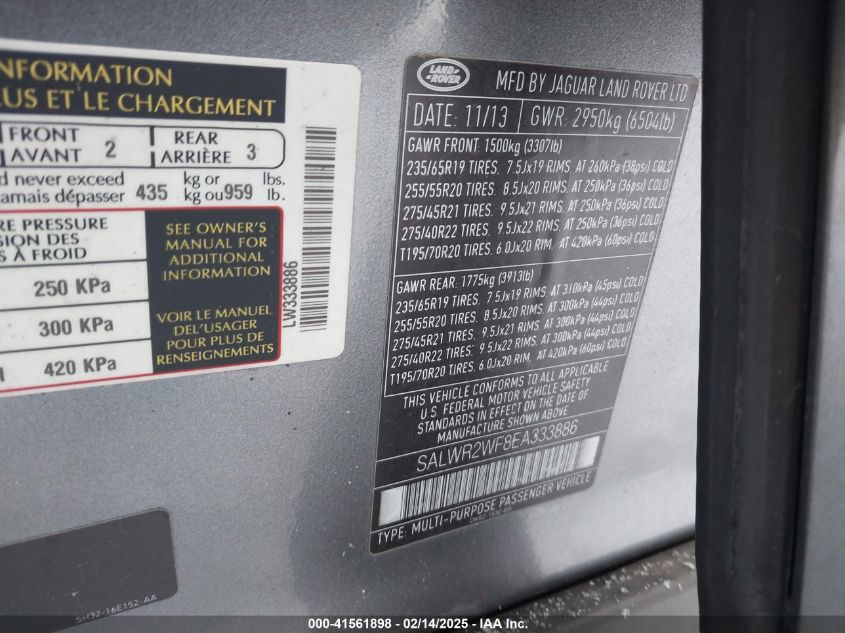 NFORMATION
LUS ET LE CHARGEMENT
FRONT
AVANT 2
REAR
ARRIÈRE 3
d never exceed
amais dépasser 435 kg or
kg ou 959 lbs.
lb.
RE PRESSURE
SION DES
S À FROID
250 KPa
300 KPa
420 KPa
SEE OWNER'S
MANUAL FOR
ADDITIONAL
INFORMATION
VOIR LE MANUEL
DEL'USAGER
POUR PLUS DE
RENSEIGNEMENTS
LW333886
LAND
ROVER
MFD BY JAGUAR LAND ROVER LTD
DATE: 11/13 GWR: 2950kg (6504lb)
GAWR FRONT: 1500kg (3307lb)
235/65R19 TIRES, 7.5Jx19 RIMS, AT 260kPa (38psi) COLD
255/55R20 TIRES, 8.5Jx20 RIMS, AT 250kPa (36psi) COLD
275/45R21 TIRES, 9.5Jx21 RIMS, AT 250kPa (36psi) COLD
275/40R22 TIRES, 9.5Jx22 RIMS, AT 250kPa (36psi) COLD
T195/70R20 TIRES, 6.0Jx20 RIM, AT 420kPa (60psi) COLD
GAWR REAR: 1775kg (3913lb)
235/65R19 TIRES, 7.5Jx19 RIMS, AT 310kPa (45psi) COLD
255/55R20 TIRES, 8.5Jx20 RIMS, AT 300kPa (44psi) COLD
275/45R21 TIRES, 9.5Jx21 RIMS, AT 300kPa (44psi) COLD
275/40R22 TIRES, 9.5Jx22 RIMS, AT 300kPa (44psi) COLD
T195/70R20 TIRES, 6.0Jx20 RIM, AT 420kPa (60psi) COLD
THIS VEHICLE CONFORMS TO ALL APPLICABLE
U.S. FEDERAL MOTOR VEHICLE SAFETY
STANDARDS IN EFFECT ON THE DATE OF
MANUFACTURE SHOWN ABOVE
SALWR2WF8EA333886
TYPE: MULTI-PURPOSE PASSENGER VEHICLE
5H32-16E152-AA
000-41561898 - 02/14/2025 - IAA Inc.